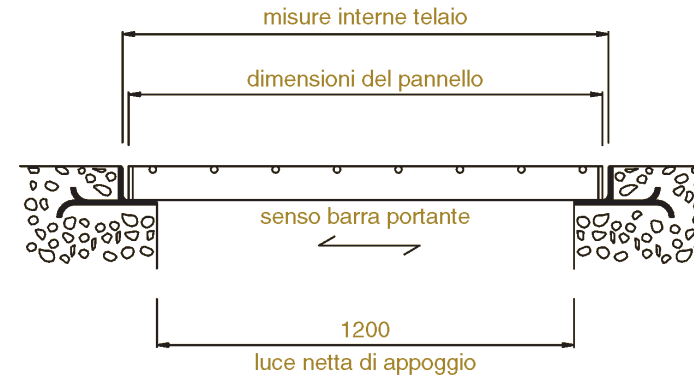 misure interne telaio
dimensioni del pannello
senso barra portante
1200
luce netta di appoggio